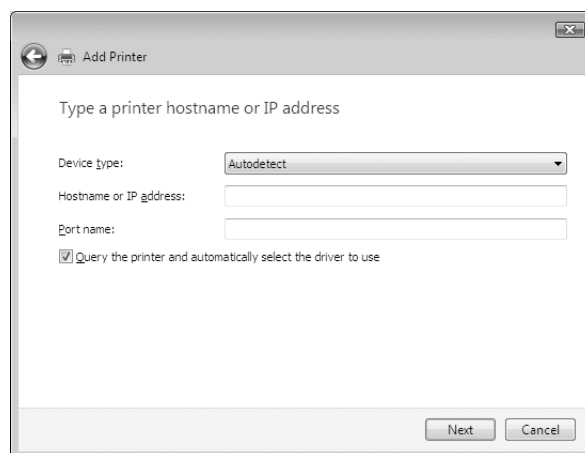 Add Printer
Type a printer hostname or IP address
Device type: Autodetect
Hostname or IP address:
Port name:
Query the printer and automatically select the driver to use
Next Cancel